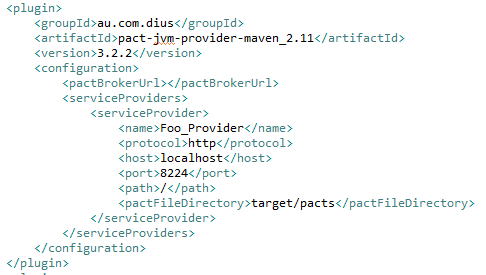 <plugin>
<groupId>au.com.dius</groupId>
<artifactId>pact-jvm-provider-maven_2.11</artifactId>
<version>3.2.2</version>
<configuration>
<pactBrokerUrl></pactBrokerUrl>
<serviceProviders>
<serviceProvider>
<name>Foo_Provider</name>
<protocol>http</protocol>
<host>localhost</host>
<port>8224</port>
<path>/</path>
<pactFileDirectory>target/pacts</pactFileDirectory>
</serviceProvider>
</serviceProviders>
</configuration>
</plugin>